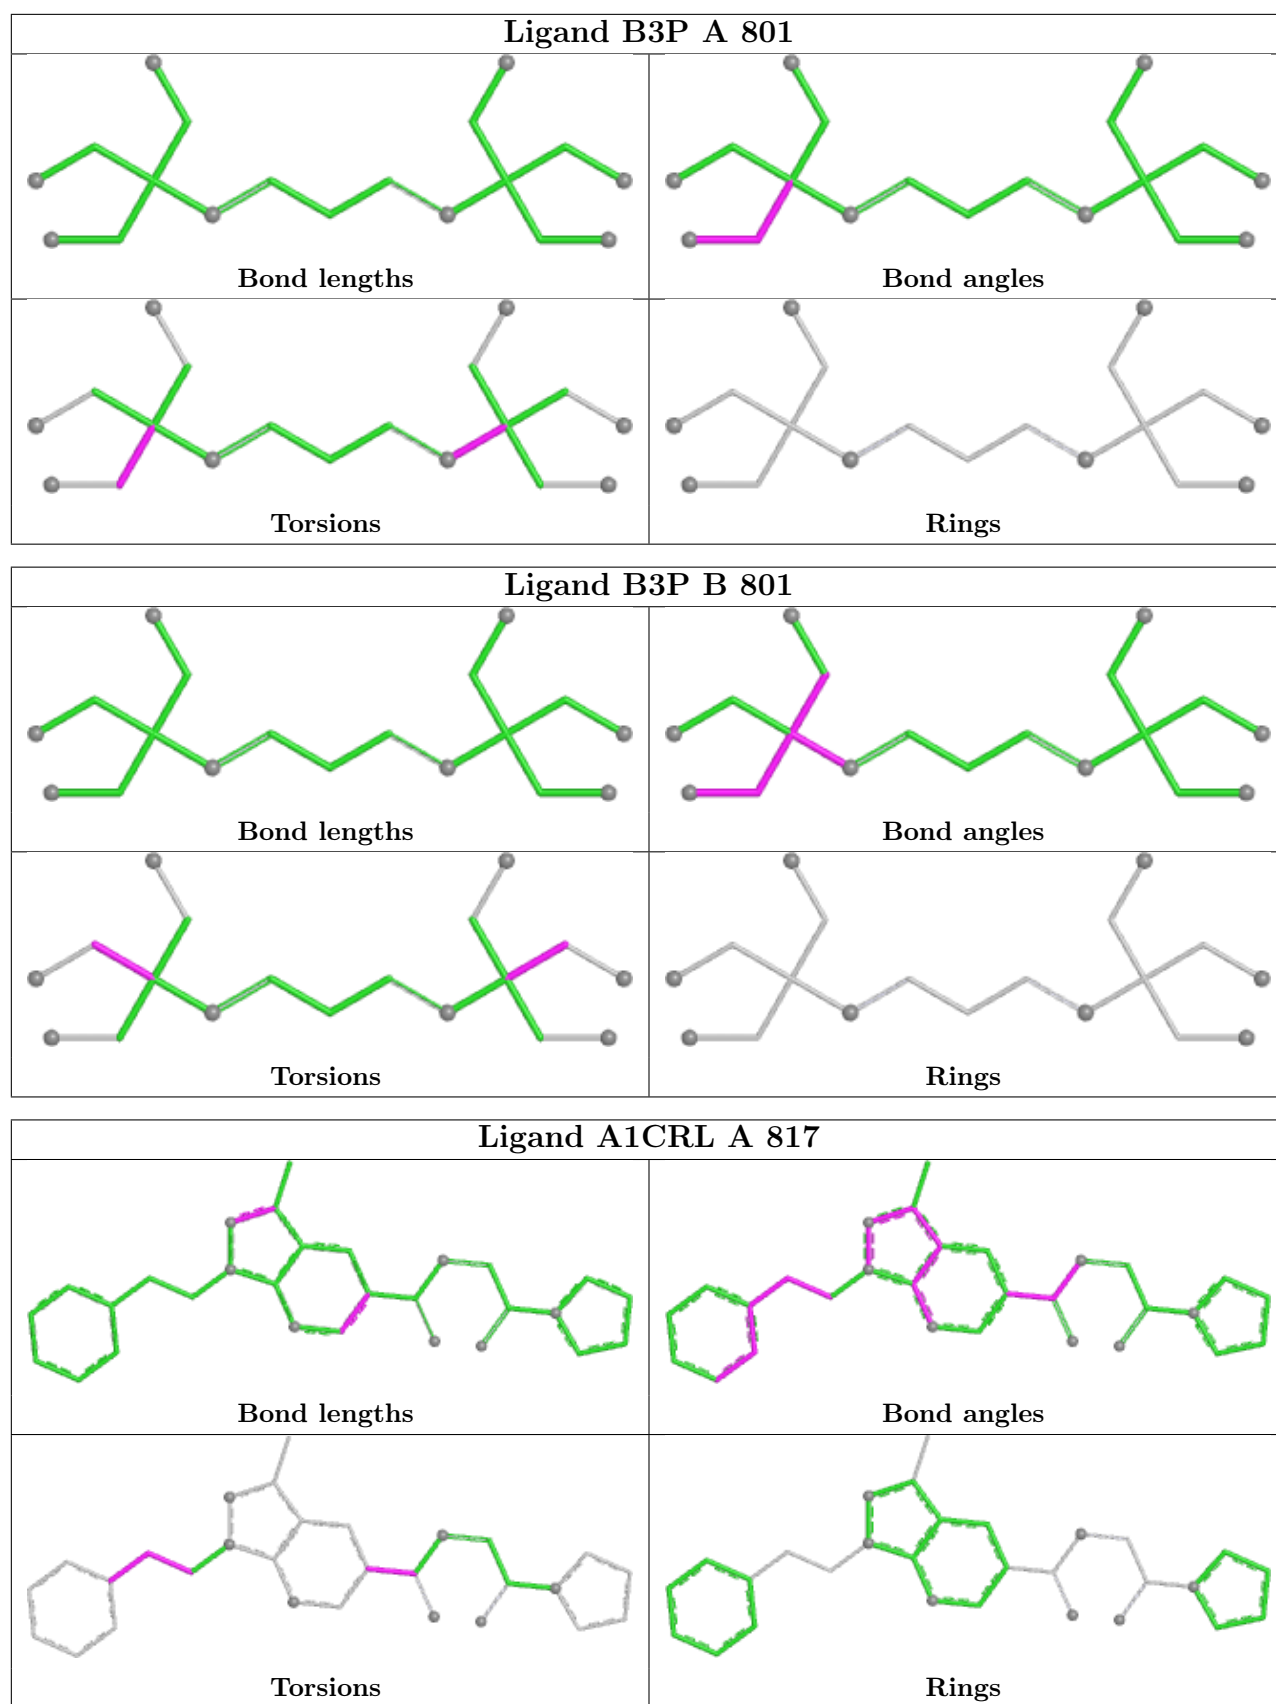 Ligand B3P A 801
Bond lengths
Bond angles
Torsions
Rings
Ligand B3P B 801
Bond lengths
Bond angles
Torsions
Rings
Ligand A1CRL A 817
Bond lengths
Bond angles
Torsions
Rings